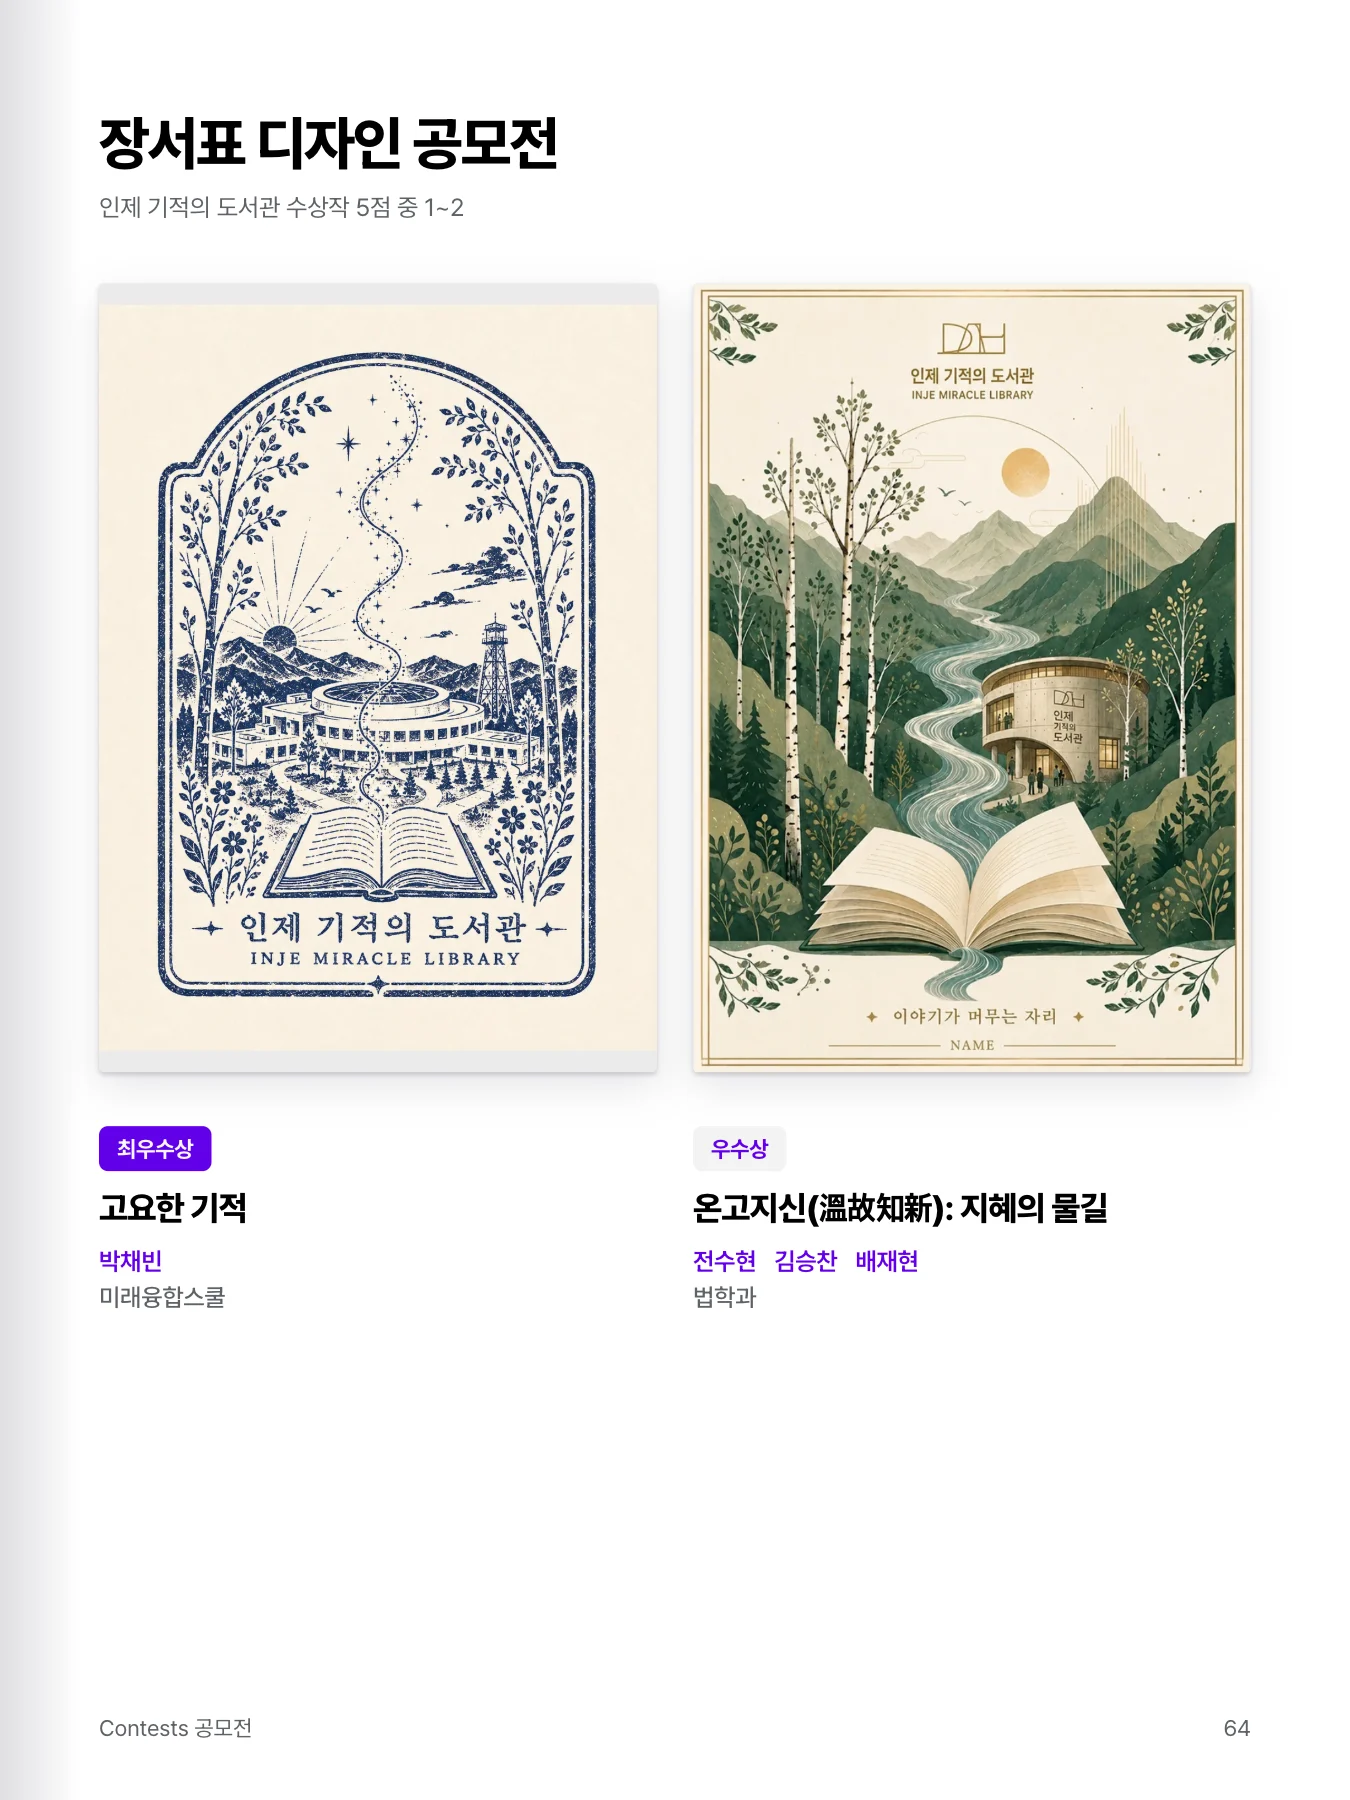 장서표 디자인 공모전
인제 기적의 도서관 수상작 5점 중 1~2
인제 기적의 도서관
INJE MIRACLE LIBRARY
인제 기적의 도서관
INJE MIRACLE LIBRARY
인제
기적의
도서관
이야기가 머무는 자리
NAME
최우수상
고요한 기적
박채빈
미래융합스쿨
우수상
온고지신(溫故知新): 지혜의 물길
전수현 김승찬 배재현
법학과
Contests 공모전
64